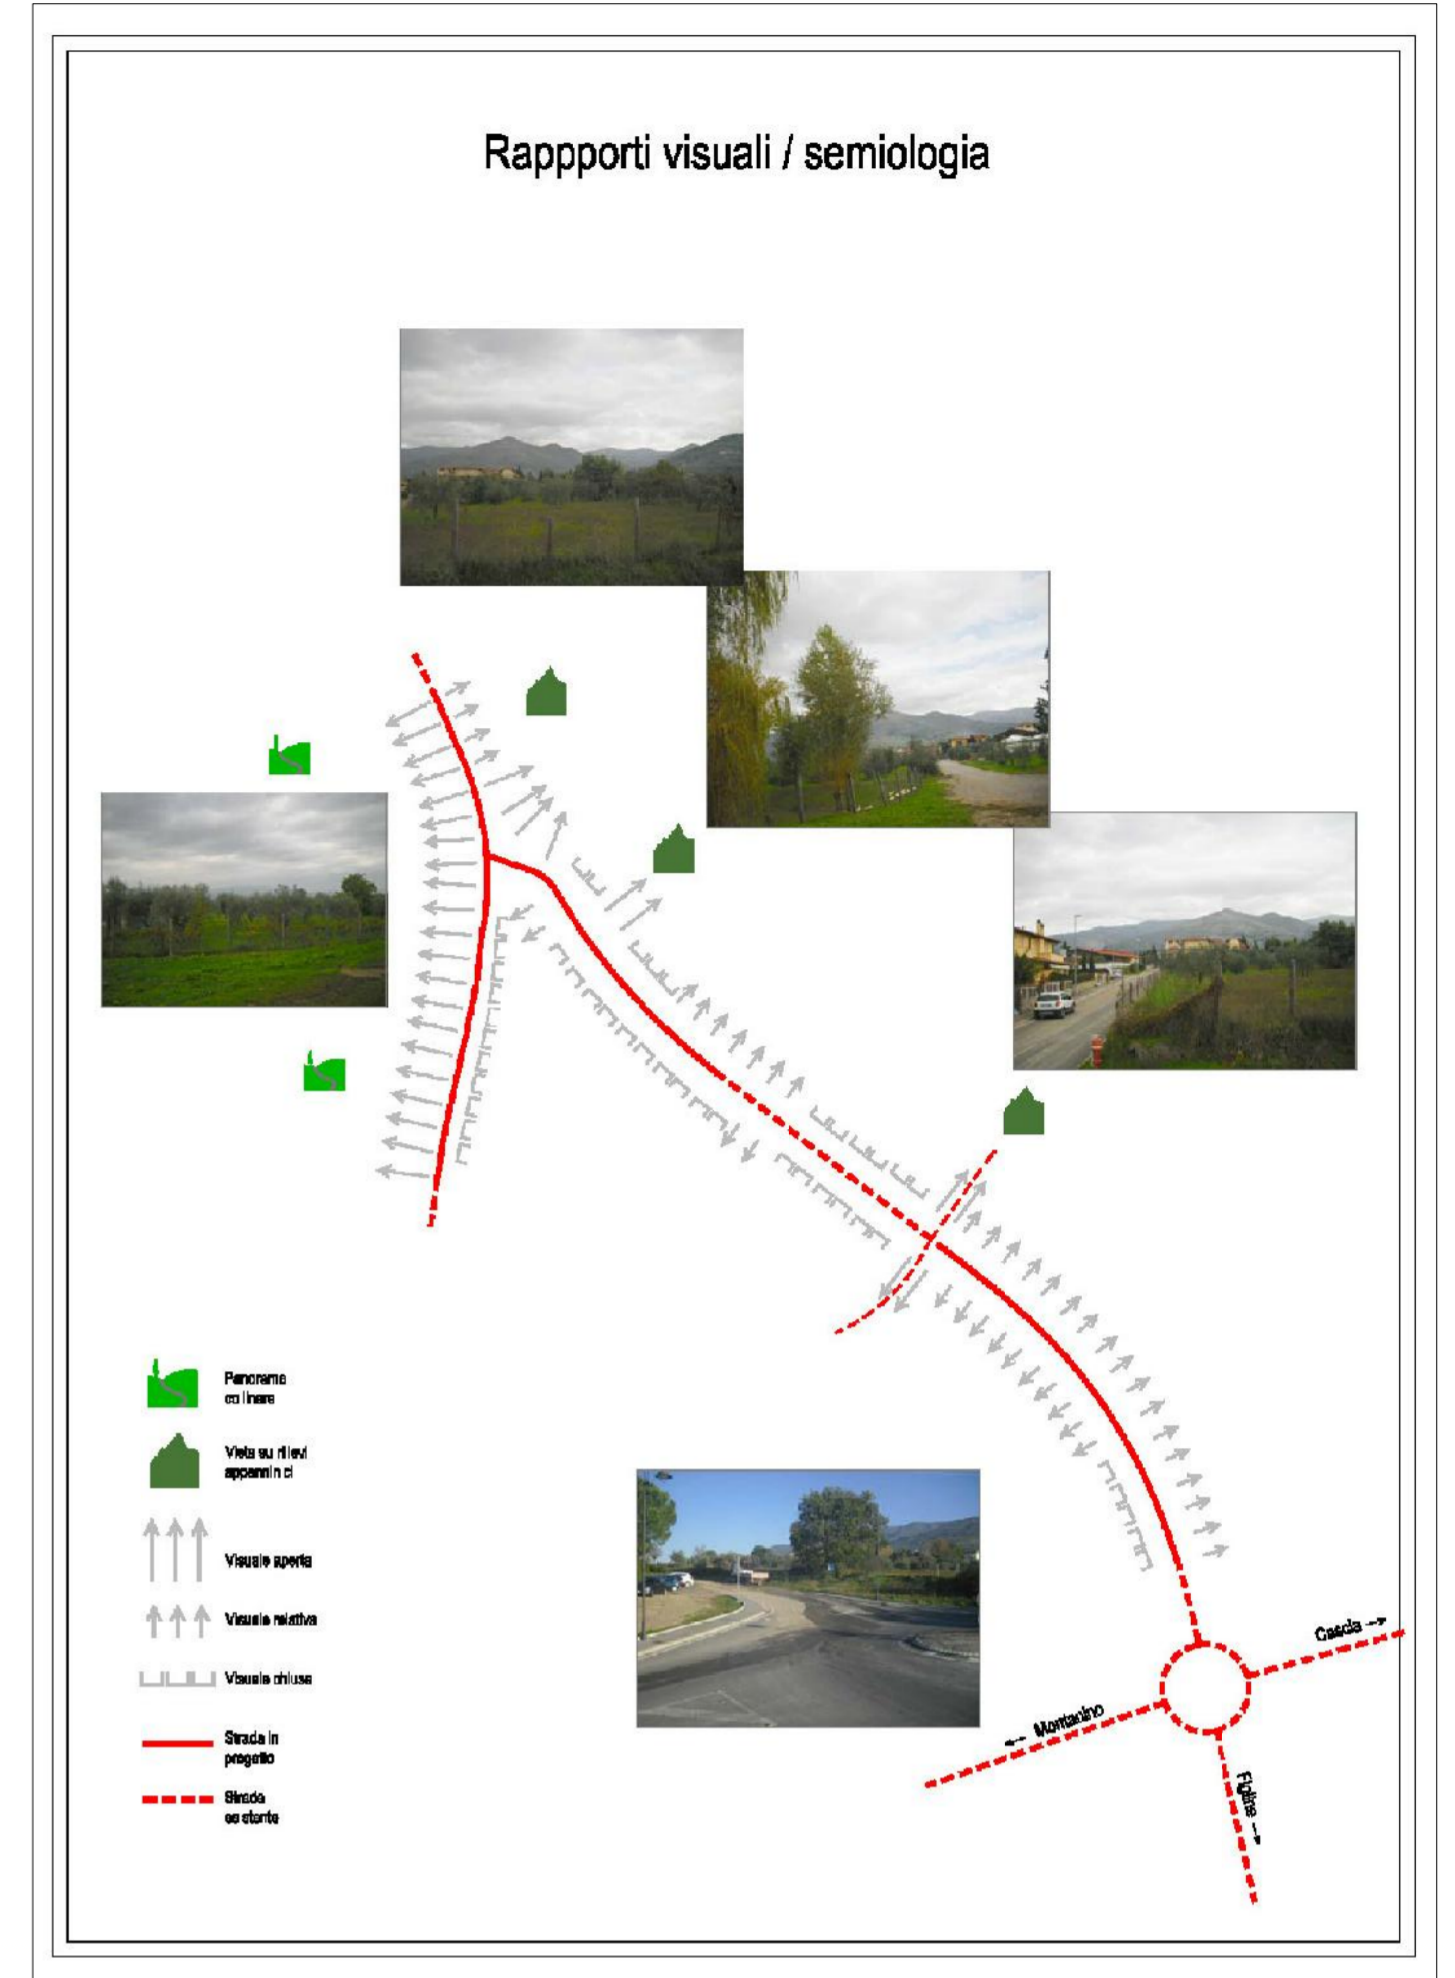 Rappporti visuali / semiologia
Panorama
collinare
Vista su rilievi
appenninici
Visuale aperta
Visuale relativa
Visuale chiusa
Strada in
progetto
Strada
esistente
Cascia
Montanino
Figline